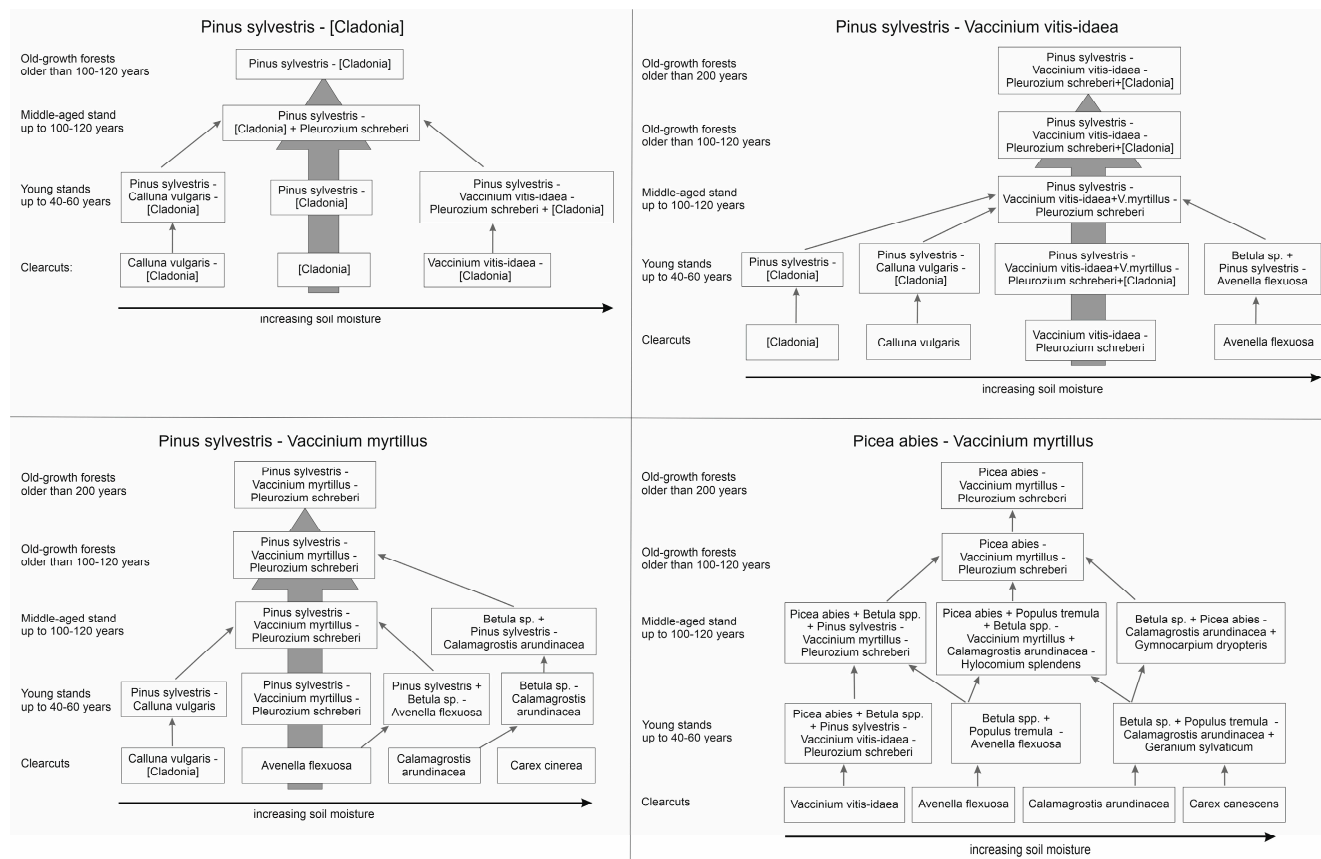 Pinus sylvestris - [Cladonia]
Old-growth forests
older than 100-120 years
Pinus sylvestris - [Cladonia]
Middle-aged stand
up to 100-120 years
Pinus sylvestris -
[Cladonia] + Pleurozium schreberi
Young stands
up to 40-60 years
Pinus sylvestris -
Calluna vulgaris -
[Cladonia]
Pinus sylvestris -
[Cladonia]
Pinus sylvestris -
Vaccinium vitis-idaea -
Pleurozium schreberi + [Cladonia]
Clearcuts:
Calluna vulgaris -
[Cladonia]
[Cladonia]
Vaccinium vitis-idaea -
[Cladonia]
increasing soil moisture
Pinus sylvestris - Vaccinium vitis-idaea
Old-growth forests
older than 200 years
Pinus sylvestris -
Vaccinium vitis-idaea -
Pleurozium schreberi+[Cladonia]
Old-growth forests
older than 100-120 years
Pinus sylvestris -
Vaccinium vitis-idaea -
Pleurozium schreberi+[Cladonia]
Middle-aged stand
up to 100-120 years
Pinus sylvestris -
Vaccinium vitis-idaea+V.myrtillus -
Pleurozium schreberi
Young stands
up to 40-60 years
Pinus sylvestris -
[Cladonia]
Pinus sylvestris -
Calluna vulgaris -
[Cladonia]
Pinus sylvestris -
Vaccinium vitis-idaea+V.myrtillus -
Pleurozium schreberi+[Cladonia]
Betula sp. +
Pinus sylvestris -
Avenella flexuosa
Clearcuts
[Cladonia]
Calluna vulgaris
Vaccinium vitis-idaea -
Pleurozium schreberi
Avenella flexuosa
increasing soil moisture
Pinus sylvestris - Vaccinium myrtillus
Old-growth forests
older than 200 years
Pinus sylvestris -
Vaccinium myrtillus -
Pleurozium schreberi
Old-growth forests
older than 100-120 years
Pinus sylvestris -
Vaccinium myrtillus -
Pleurozium schreberi
Middle-aged stand
up to 100-120 years
Pinus sylvestris -
Vaccinium myrtillus -
Pleurozium schreberi
Betula sp. +
Pinus sylvestris -
Calamagrostis arundinacea
Young stands
up to 40-60 years
Pinus sylvestris -
Calluna vulgaris
Pinus sylvestris -
Vaccinium myrtillus -
Pleurozium schreberi
Pinus sylvestris +
Betula sp. -
Avenella flexuosa
Betula sp. -
Calamagrostis
arundinacea
Clearcuts
Calluna vulgaris -
[Cladonia]
Avenella flexuosa
Calamagrostis
arundinacea
Carex cinerea
increasing soil moisture
Picea abies - Vaccinium myrtillus
Old-growth forests
older than 200 years
Picea abies -
Vaccinium myrtillus -
Pleurozium schreberi
Old-growth forests
older than 100-120 years
Picea abies -
Vaccinium myrtillus -
Pleurozium schreberi
Middle-aged stand
up to 100-120 years
Picea abies + Betula spp.
+ Pinus sylvestris -
Vaccinium myrtillus -
Pleurozium schreberi
Picea abies + Populus tremula
+ Betula spp. -
Vaccinium myrtillus +
Calamagrostis arundinacea -
Hylocomium splendens
Betula sp. + Picea abies -
Calamagrostis arundinacea +
Gymnocarpium dryopteris
Young stands
up to 40-60 years
Picea abies + Betula spp.
+ Pinus sylvestris -
Vaccinium vitis-idaea -
Pleurozium schreberi
Betula spp. +
Populus tremula -
Avenella flexuosa
Betula sp. + Populus tremula -
Calamagrostis arundinacea +
Geranium sylvaticum
Clearcuts
Vaccinium vitis-idaea
Avenella flexuosa
Calamagrostis arundinacea
Carex canescens
increasing soil moisture